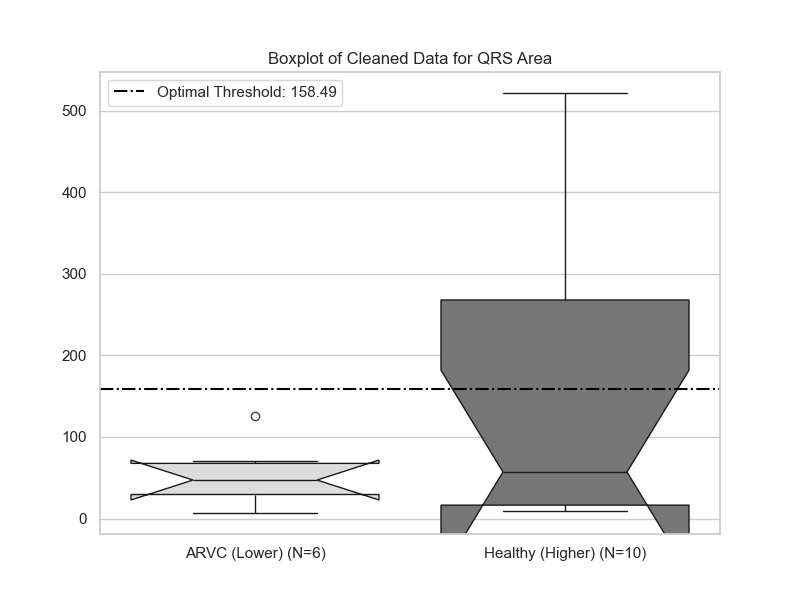 Boxplot of Cleaned Data for QRS Area
Optimal Threshold: 158.49
500
400
300
200
100
0
ARVC (Lower) (N=6)
Healthy (Higher) (N=10)